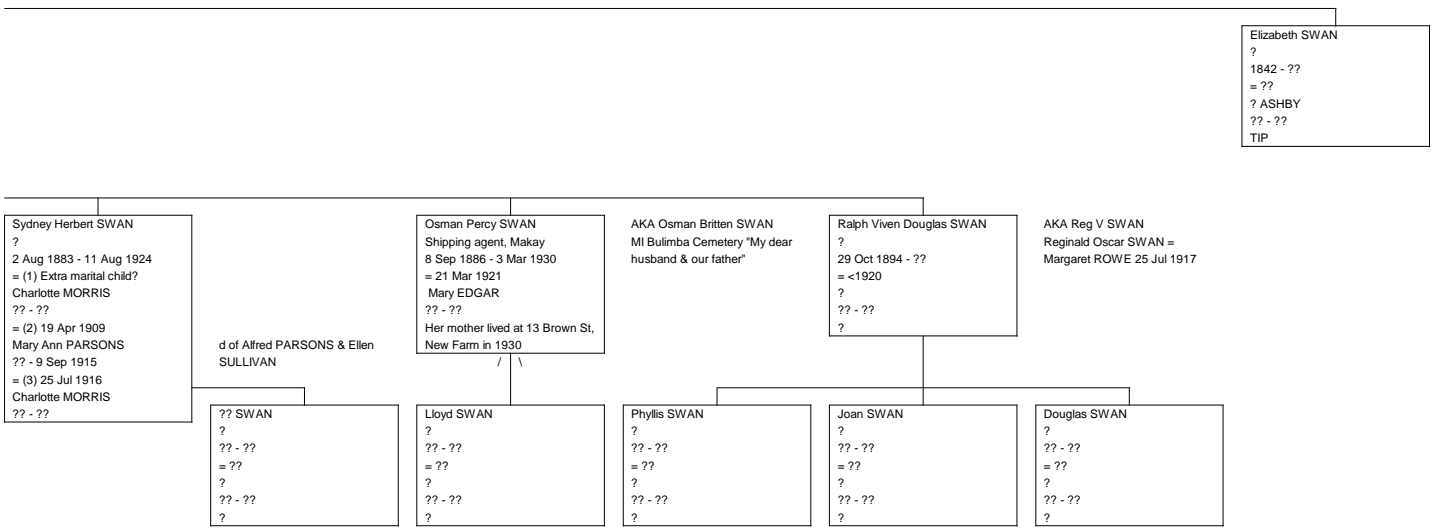 Elizabeth SWAN
?
1842 - ??
= ??
? ASHBY
?? - ??
TIP
Sydney Herbert SWAN
?
2 Aug 1883 - 11 Aug 1924
= (1) Extra marital child?
Charlotte MORRIS
?? - ??
= (2) 19 Apr 1909
Mary Ann PARSONS
?? - 9 Sep 1915
= (3) 25 Jul 1916
Charlotte MORRIS
?? - ??
d of Alfred PARSONS & Ellen
SULLIVAN
Osman Percy SWAN
Shipping agent, Makay
8 Sep 1886 - 3 Mar 1930
= 21 Mar 1921
Mary EDGAR
?? - ??
Her mother lived at 13 Brown St,
New Farm in 1930
/ \
AKA Osman Britten SWAN
MI Bulimba Cemetery "My dear
husband & our father"
Ralph Viven Douglas SWAN
?
29 Oct 1894 - ??
= <1920
?
?? - ??
?
AKA Reg V SWAN
Reginald Oscar SWAN =
Margaret ROWE 25 Jul 1917
?? SWAN
?
?? - ??
= ??
?
?? - ??
?
Lloyd SWAN
?
?? - ??
= ??
?
?? - ??
?
Phyllis SWAN
?
?? - ??
= ??
?
?? - ??
?
Joan SWAN
?
?? - ??
= ??
?
?? - ??
?
Douglas SWAN
?
?? - ??
= ??
?
?? - ??
?